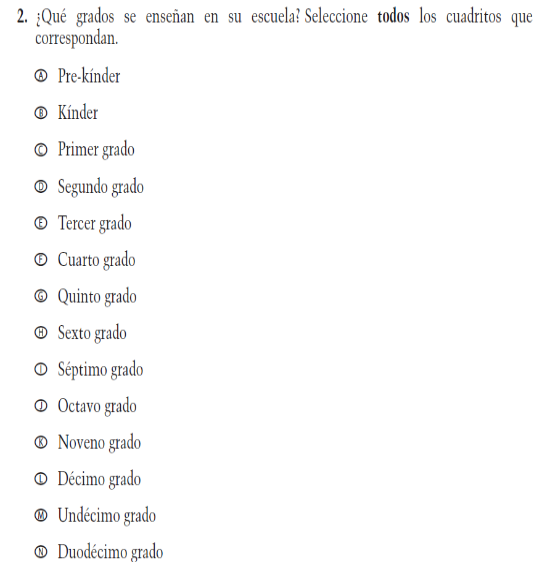 2. ¿Qué grados se enseñan en su escuela? Seleccione todos los cuadritos que
correspondan.
Ⓐ Pre-kínder
Ⓑ Kínder
Ⓒ Primer grado
Ⓓ Segundo grado
Ⓔ Tercer grado
Ⓕ Cuarto grado
Ⓖ Quinto grado
Ⓗ Sexto grado
Ⓘ Séptimo grado
Ⓙ Octavo grado
Ⓚ Noveno grado
Ⓛ Décimo grado
Ⓜ Undécimo grado
Ⓝ Duodécimo grado